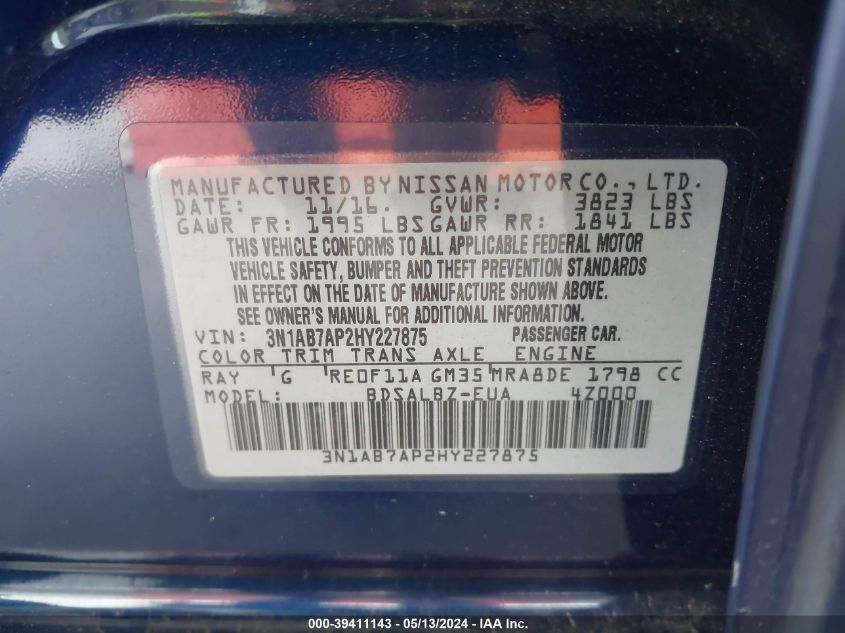 MANUFACTURED BY NISSAN MOTOR CO., LTD.
DATE: 11/16. GVWR: 3823 LBS
GAWR FR: 1995 LBS GAWR RR: 1841 LBS
THIS VEHICLE CONFORMS TO ALL APPLICABLE FEDERAL MOTOR
VEHICLE SAFETY, BUMPER AND THEFT PREVENTION STANDARDS
IN EFFECT ON THE DATE OF MANUFACTURE SHOWN ABOVE.
SEE OWNER'S MANUAL FOR ADDITIONAL INFORMATION.
VIN: 3N1AB7AP2HY227875 PASSENGER CAR.
COLOR TRIM TRANS AXLE ENGINE
RAY G RE0F11A GM35 MRA8DE 1798 CC
MODEL: BDSALBZ-EUA 4Z000
3N1AB7AP2HY227875
000-39411143 - 05/13/2024 - IAA, Inc.